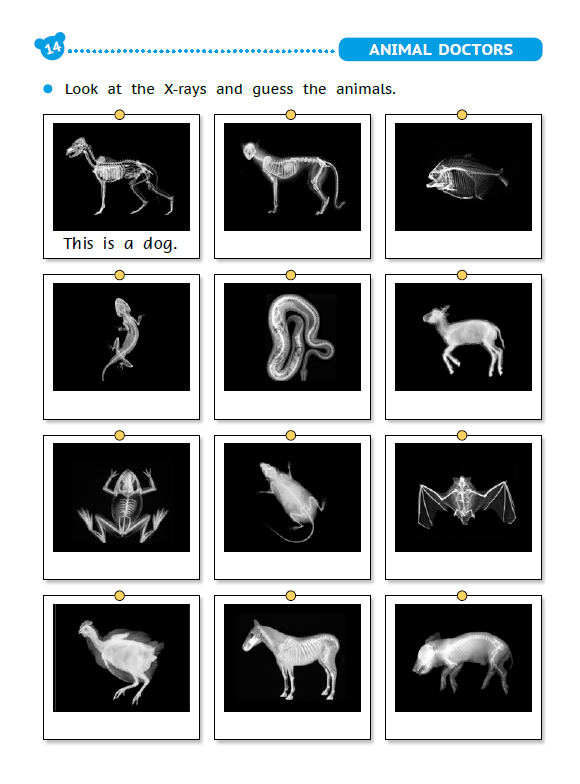 14
ANIMAL DOCTORS
Look at the X-rays and guess the animals.
This is a dog.